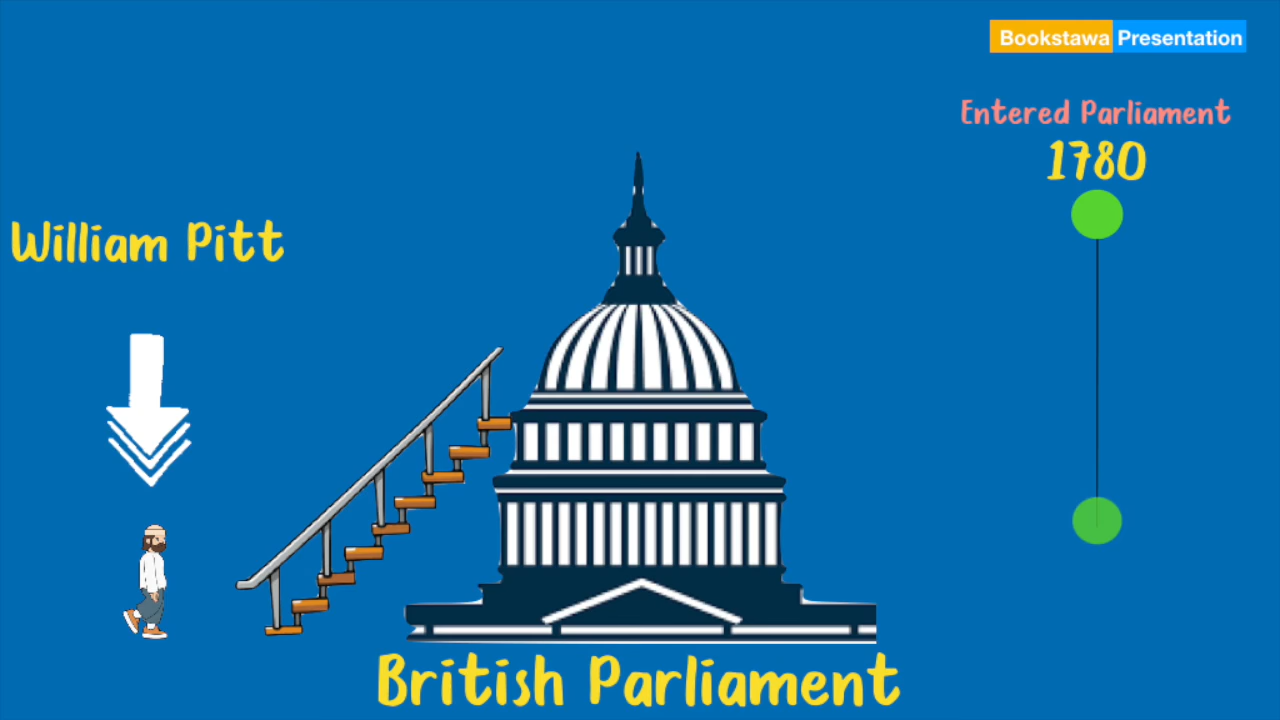 Bookstawa Presentation
Entered Parliament
1780
William Pitt
British Parliament